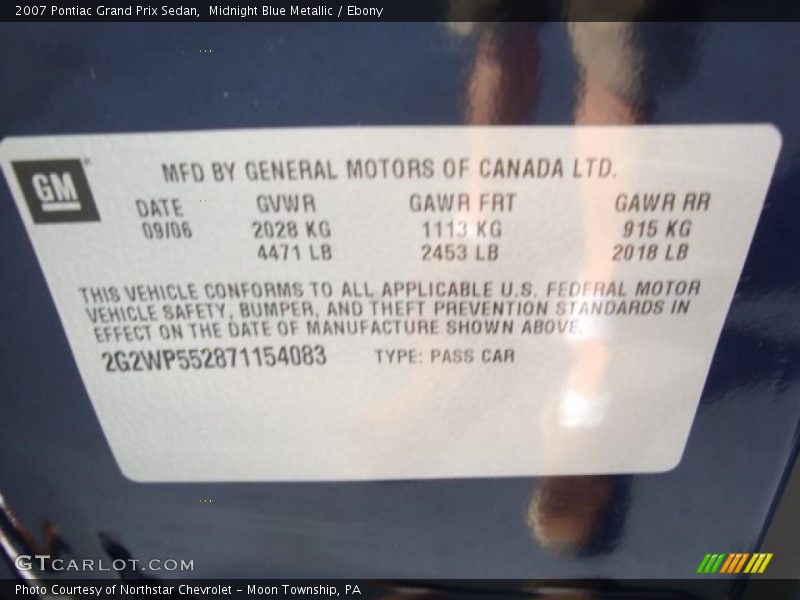 2007 Pontiac Grand Prix Sedan, Midnight Blue Metallic / Ebony
GM
MFD BY GENERAL MOTORS OF CANADA LTD.
DATE GVWR GAWR FRT GAWR RR
09/06 2028 KG 1113 KG 915 KG
4471 LB 2453 LB 2018 LB
THIS VEHICLE CONFORMS TO ALL APPLICABLE U.S. FEDERAL MOTOR
VEHICLE SAFETY, BUMPER, AND THEFT PREVENTION STANDARDS IN
EFFECT ON THE DATE OF MANUFACTURE SHOWN ABOVE.
2G2WP552871154083 TYPE: PASS CAR
GTCARLOT.COM
Photo Courtesy of Northstar Chevrolet - Moon Township, PA